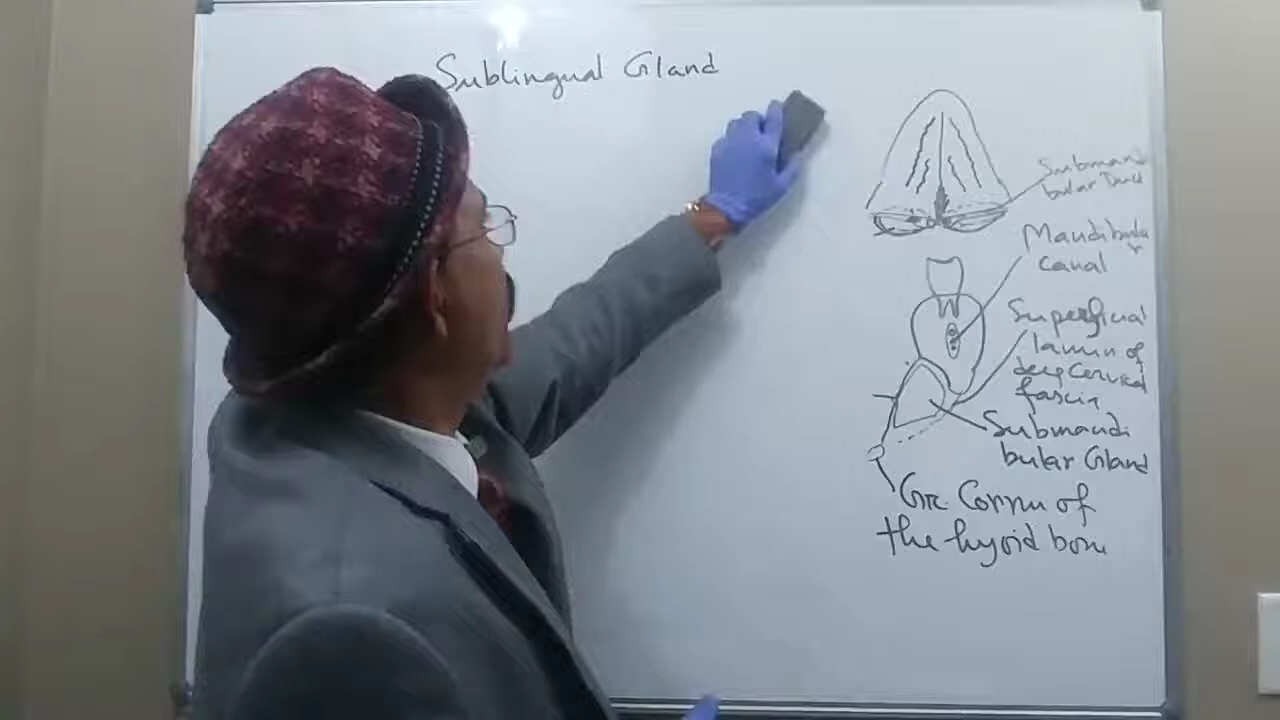 Sublingual Gland
Submandi
bular Duct
Mandibular
canal
Superficial
lamin of
deep Cervical
fascia
Submandi
bular Gland
Gr. Cornu of
the hyoid bone